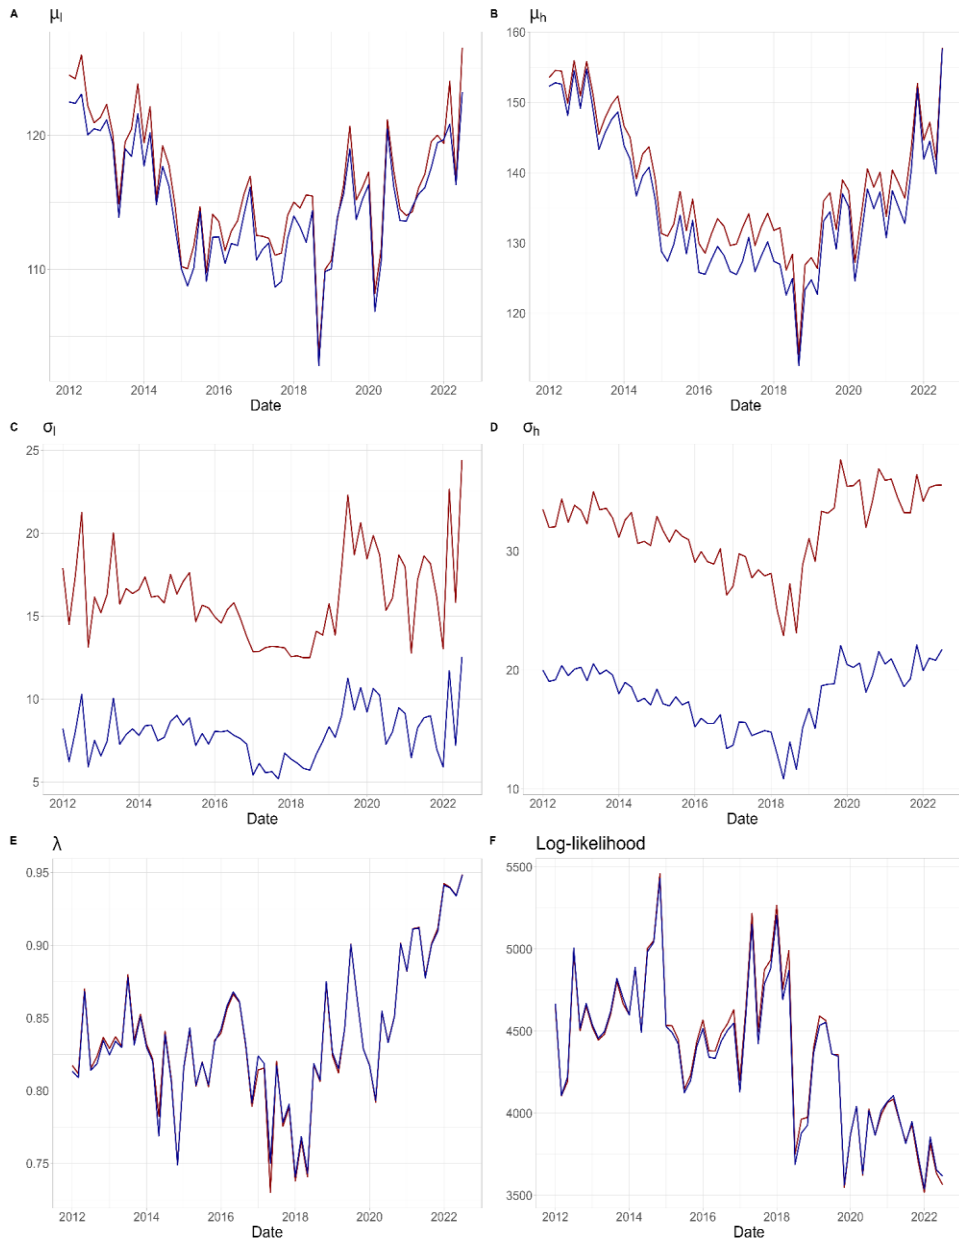 A μl
B μh
120
110
2012 2014 2016 2018 2020 2022
Date
160
150
140
130
120
2012 2014 2016 2018 2020 2022
Date
C σl
D σh
25
20
15
10
5
2012 2014 2016 2018 2020 2022
Date
30
20
10
2012 2014 2016 2018 2020 2022
Date
E λ
F Log-likelihood
0.95
0.90
0.85
0.80
0.75
2012 2014 2016 2018 2020 2022
Date
5500
5000
4500
4000
3500
2012 2014 2016 2018 2020 2022
Date